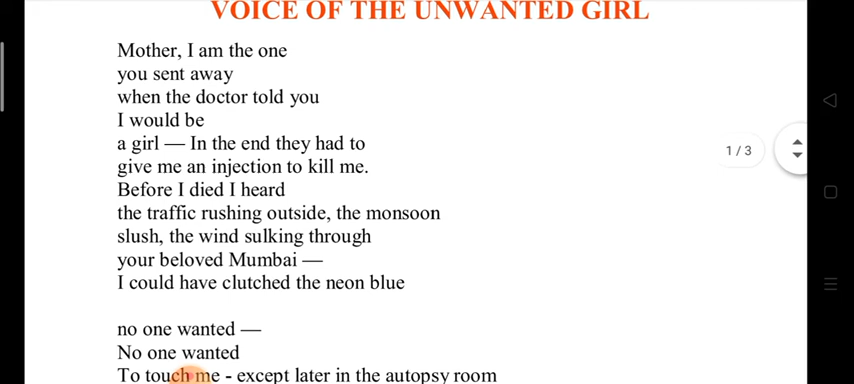 VOICE OF THE UNWANTED GIRL
Mother, I am the one
you sent away
when the doctor told you
I would be
a girl — In the end they had to
give me an injection to kill me.
Before I died I heard
the traffic rushing outside, the monsoon
slush, the wind sulking through
your beloved Mumbai —
I could have clutched the neon blue
no one wanted —
No one wanted
To touch me - except later in the autopsy room
1 / 3